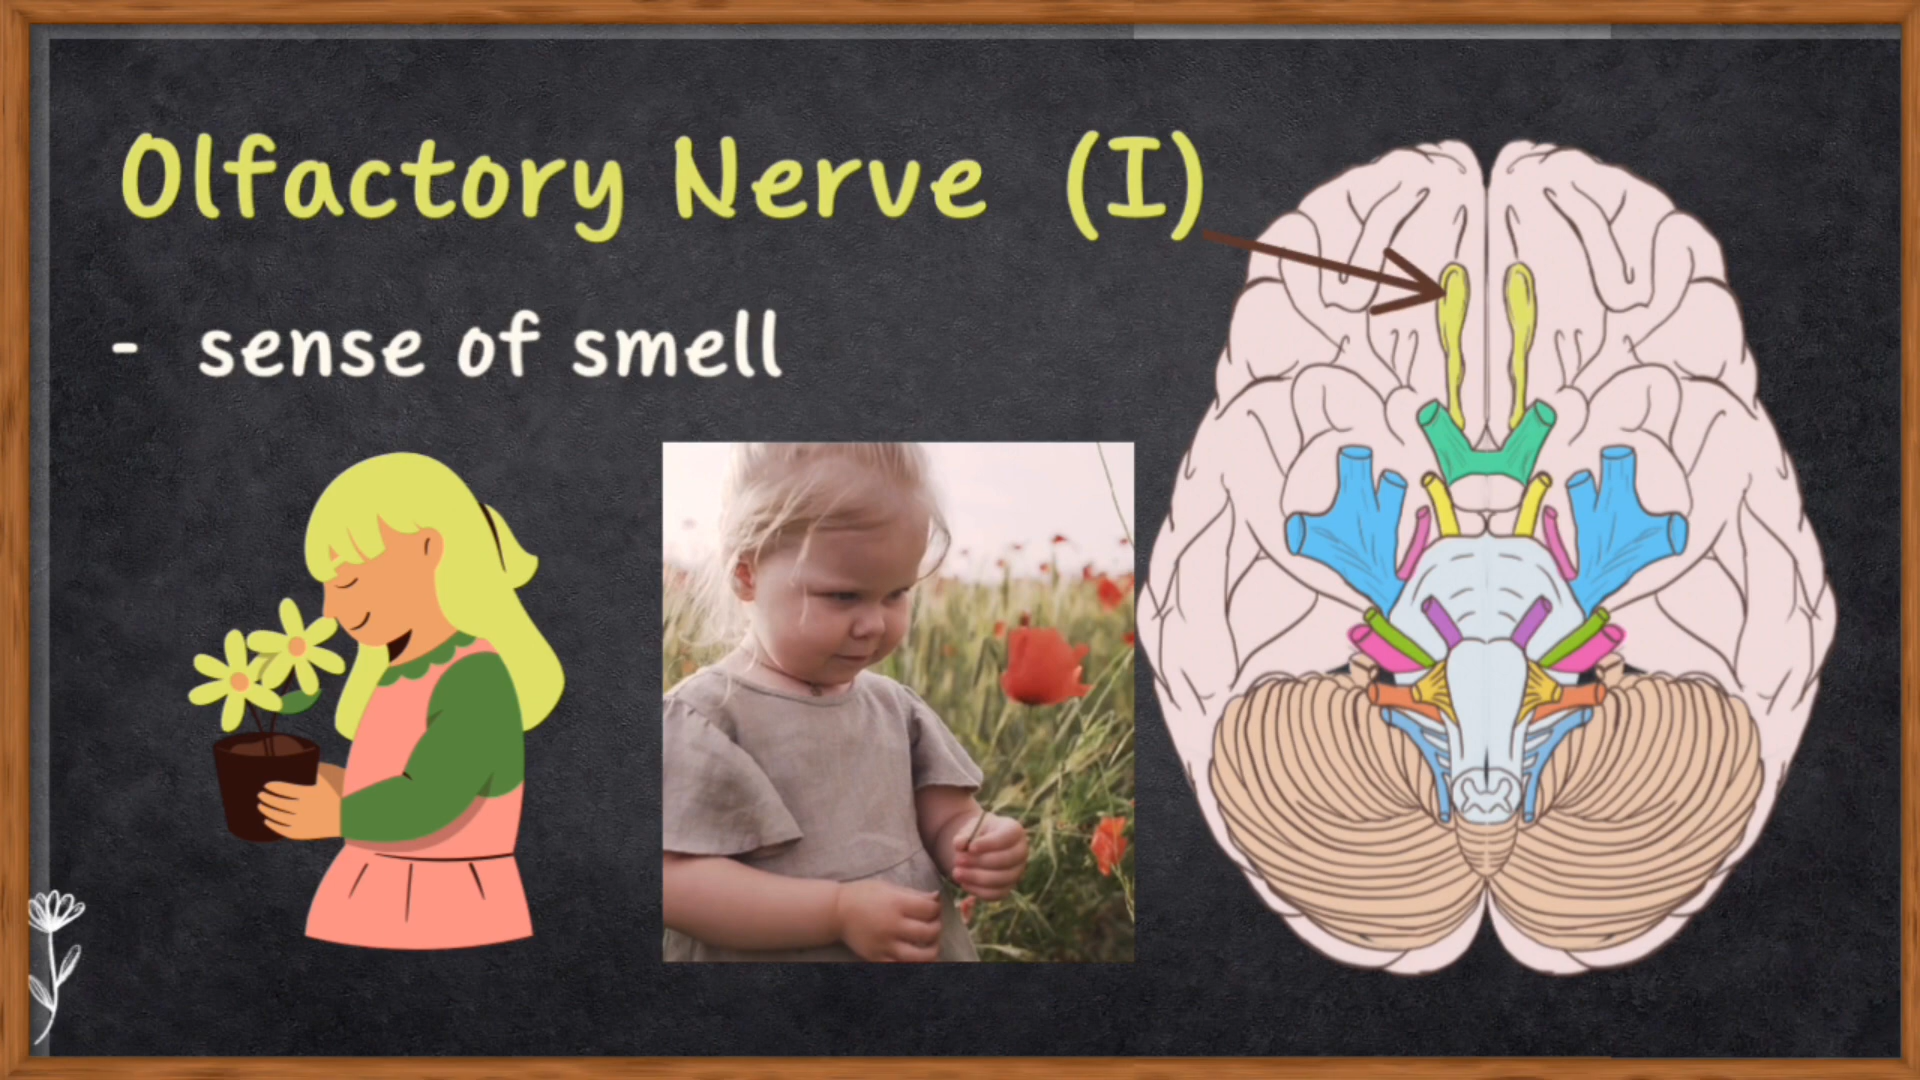 Olfactory Nerve (I)
- sense of smell